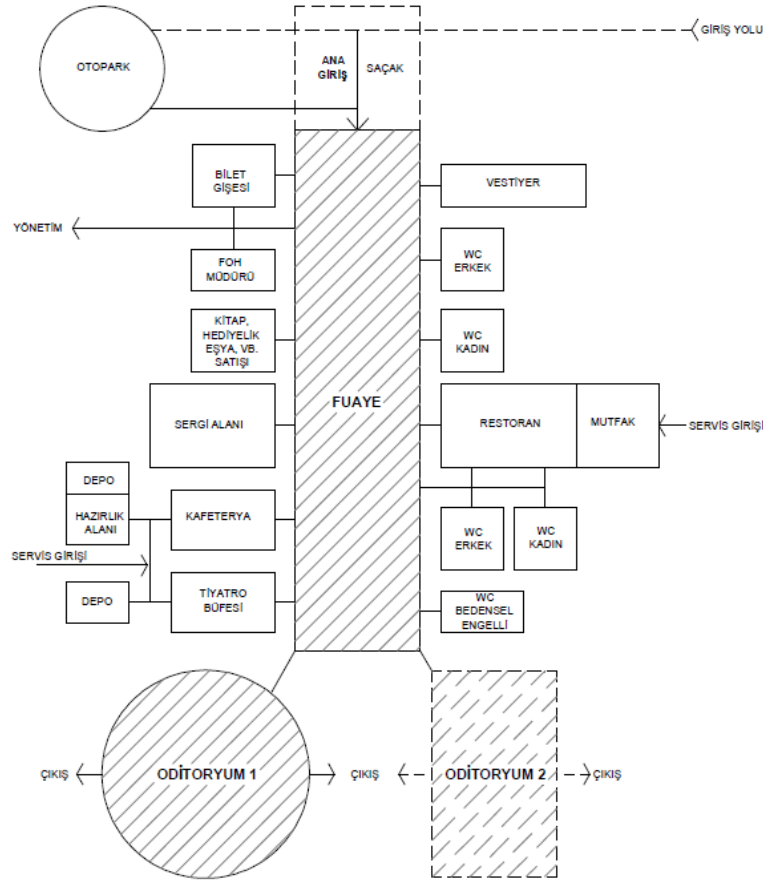 GİRİŞ YOLU
OTOPARK
ANA
GİRİŞ
SAÇAK
BİLET
GİŞESİ
VESTİYER
YÖNETİM
FOH
MÜDÜRÜ
WC
ERKEK
KİTAP,
HEDİYELİK
EŞYA, VB.
SATIŞI
WC
KADIN
FUAYE
SERGİ ALANI
RESTORAN
MUTFAK
SERVİS GİRİŞİ
DEPO
HAZIRLIK
ALANI
KAFETERYA
WC
ERKEK
WC
KADIN
SERVİS GİRİŞİ
DEPO
TİYATRO
BÜFESİ
WC
BEDENSEL
ENGELLİ
ÇIKIŞ
ODİTORYUM 1
ÇIKIŞ
ODİTORYUM 2
ÇIKIŞ